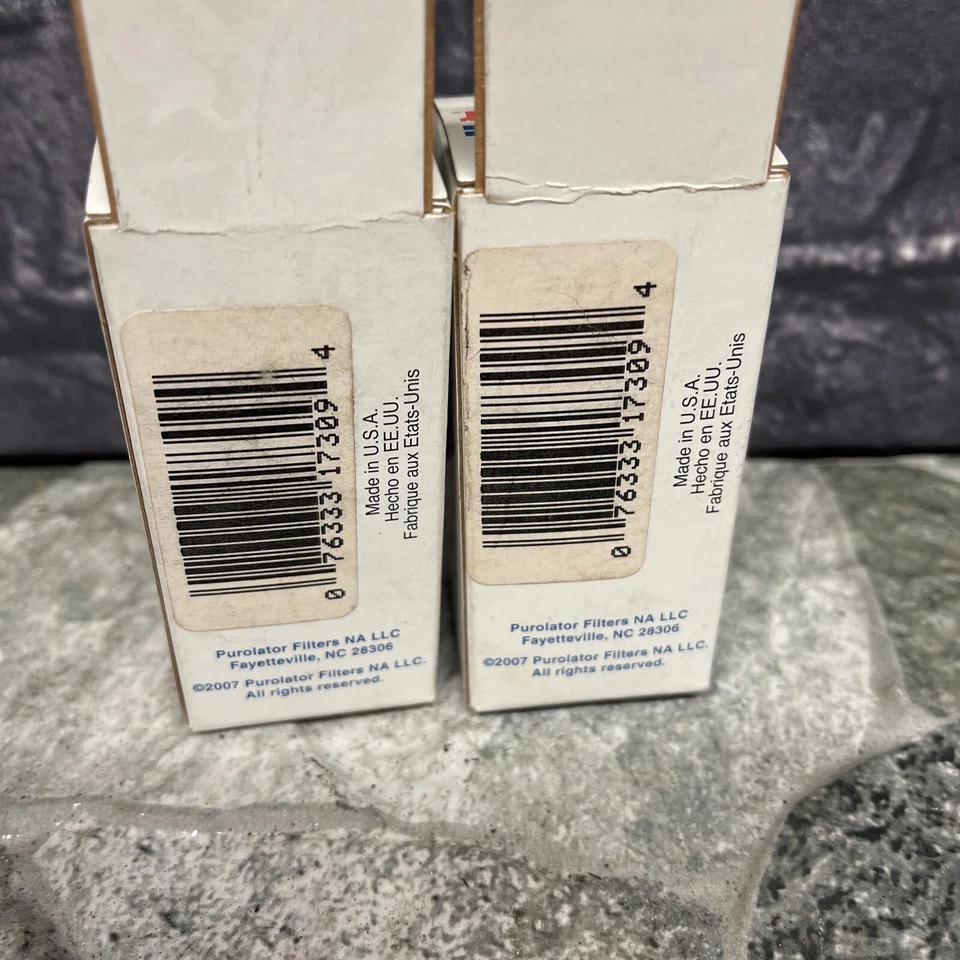 0 76333 17309 4
Made in U.S.A.
Hecho en EE.UU.
Fabrique aux Etats-Unis
Purolator Filters NA LLC
Fayetteville, NC 28306
©2007 Purolator Filters NA LLC.
All rights reserved.
0 76333 17309 4
Made in U.S.A.
Hecho en EE.UU.
Fabrique aux Etats-Unis
Purolator Filters NA LLC
Fayetteville, NC 28306
©2007 Purolator Filters NA LLC.
All rights reserved.